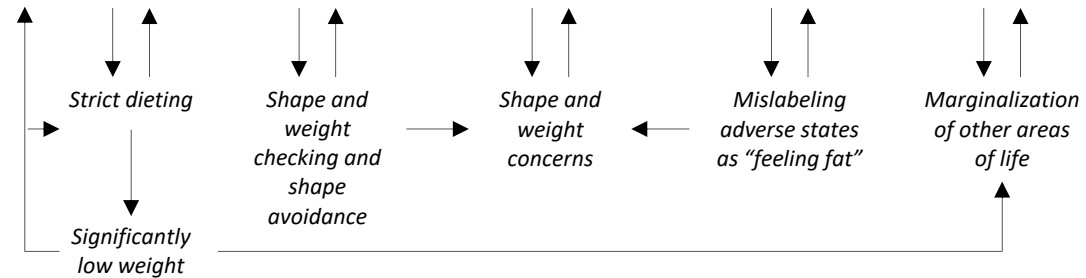 Strict dieting
Shape and
weight
checking and
shape
avoidance
Shape and
weight
concerns
Mislabeling
adverse states
as “feeling fat”
Marginalization
of other areas
of life
Significantly
low weight